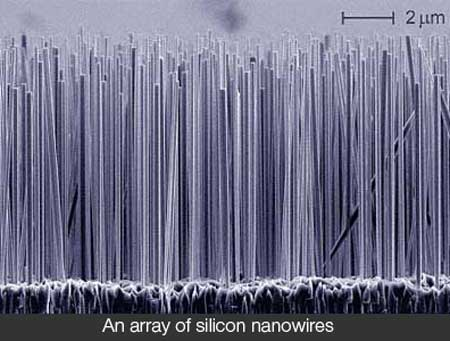 2 μm
An array of silicon nanowires